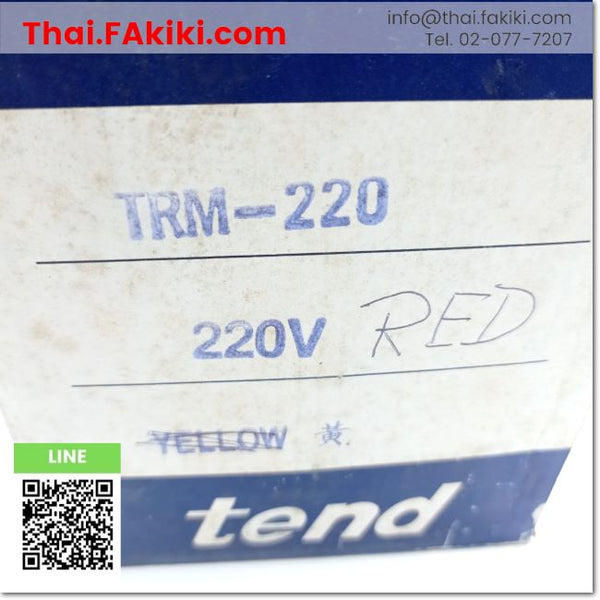 Thai.FAkiki.com
info@thai.fakiki.com
Tel. 02-077-7207
TRM-220
220V RED
YELLOW 黄
LINE
tend